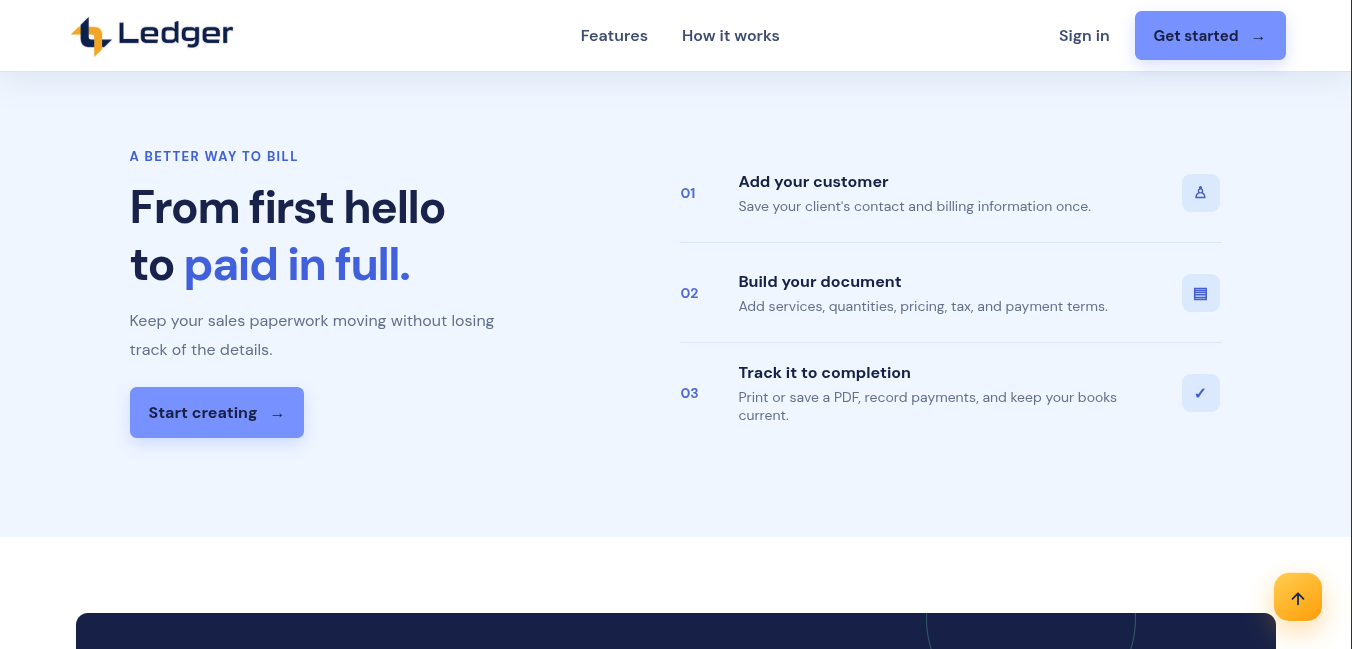 Ledger
Features
How it works
Sign in
Get started →
A BETTER WAY TO BILL
From first hello
to paid in full.
Keep your sales paperwork moving without losing
track of the details.
Start creating →
01
Add your customer
Save your client's contact and billing information once.
02
Build your document
Add services, quantities, pricing, tax, and payment terms.
03
Track it to completion
Print or save a PDF, record payments, and keep your books
current.